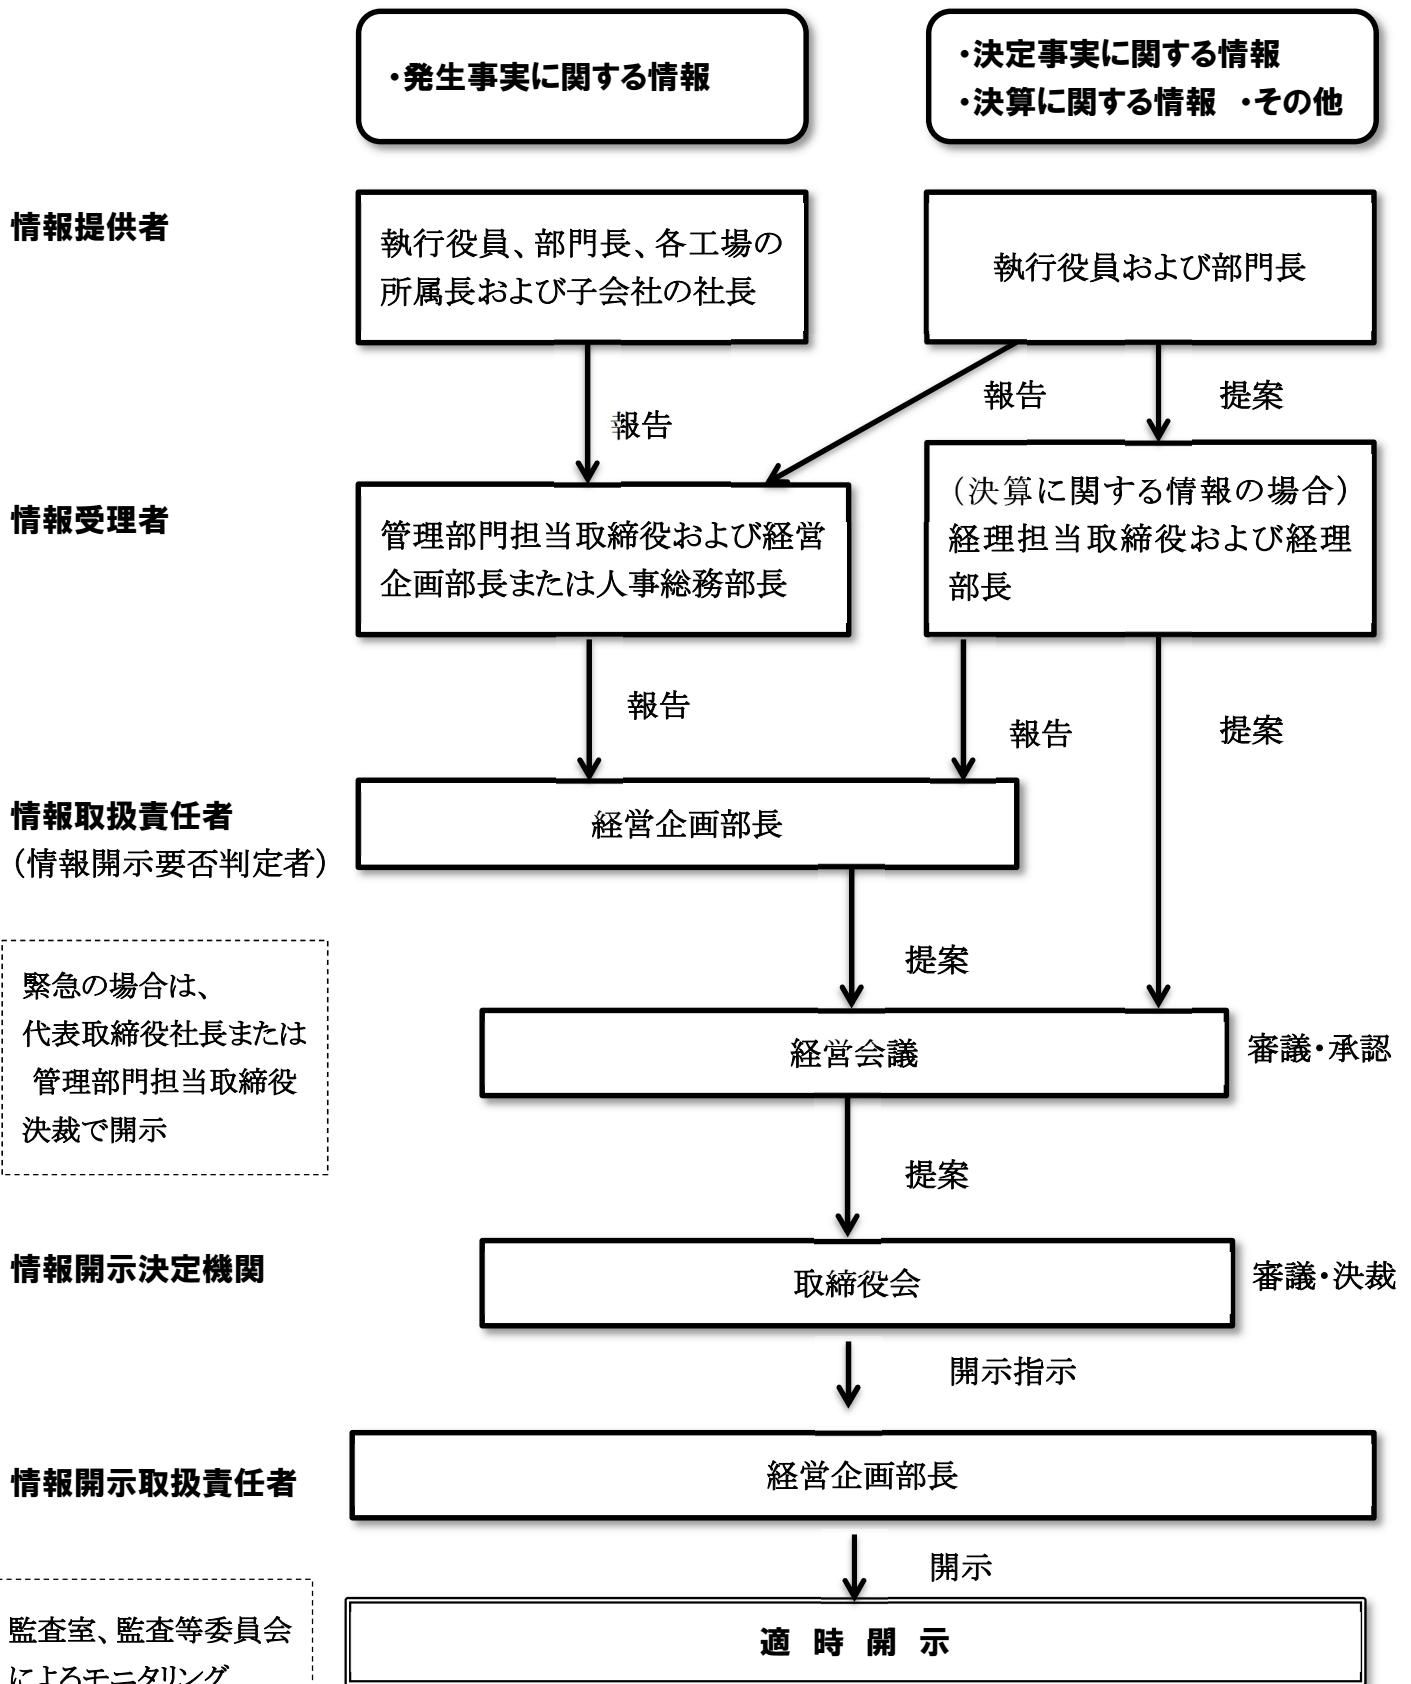 ・発生事実に関する情報
・決定事実に関する情報
・決算に関する情報 ・その他
情報提供者
執行役員、部門長、各工場の
所属長および子会社の社長
執行役員および部門長
報告
報告
提案
情報受理者
管理部門担当取締役および経営
企画部長または人事総務部長
（決算に関する情報の場合）
経理担当取締役および経理
部長
報告
報告
提案
情報取扱責任者
（情報開示要否判定者）
経営企画部長
提案
緊急の場合は、
代表取締役社長または
管理部門担当取締役
決裁で開示
経営会議
審議・承認
提案
情報開示決定機関
取締役会
審議・決裁
開示指示
情報開示取扱責任者
経営企画部長
開示
監査室、監査等委員会
によるモニタリング
適 時 開 示